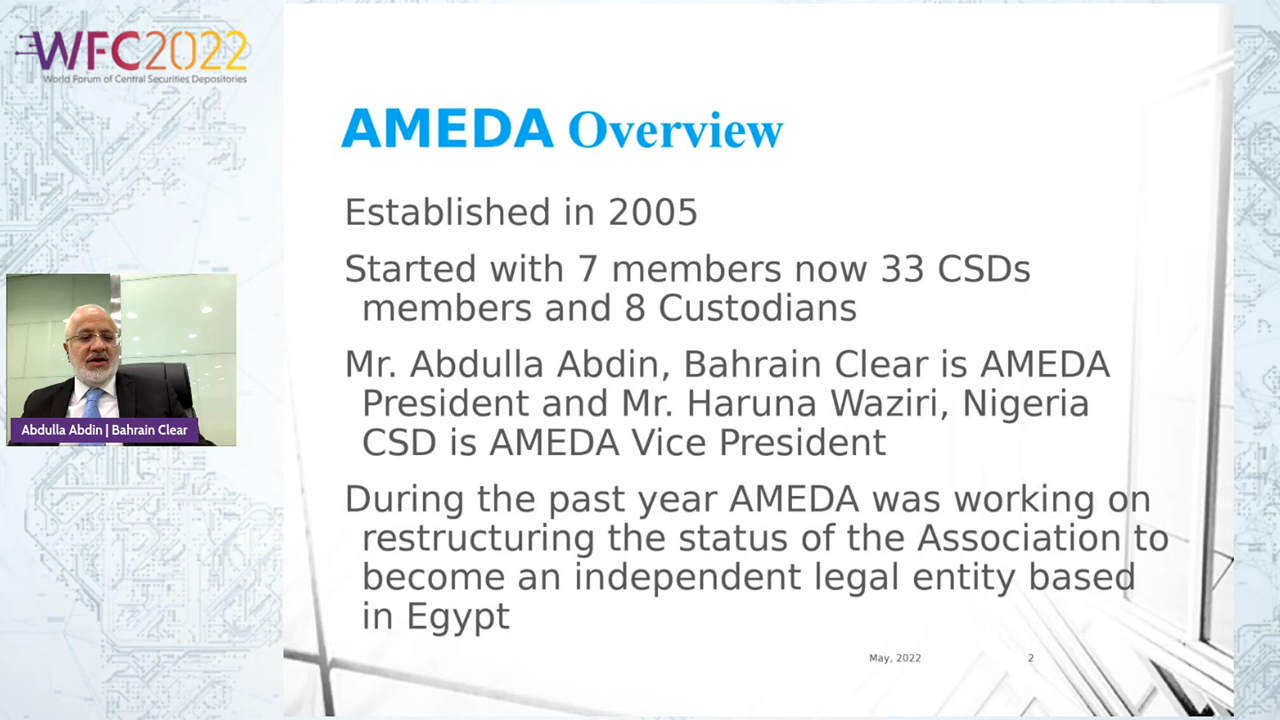 WFC2022
World Forum of Central Securities Depositories
AMEDA Overview
Established in 2005
Started with 7 members now 33 CSDs
members and 8 Custodians
Mr. Abdulla Abdin, Bahrain Clear is AMEDA
President and Mr. Haruna Waziri, Nigeria
CSD is AMEDA Vice President
During the past year AMEDA was working on
restructuring the status of the Association to
become an independent legal entity based
in Egypt
Abdulla Abdin | Bahrain Clear
May, 2022
2